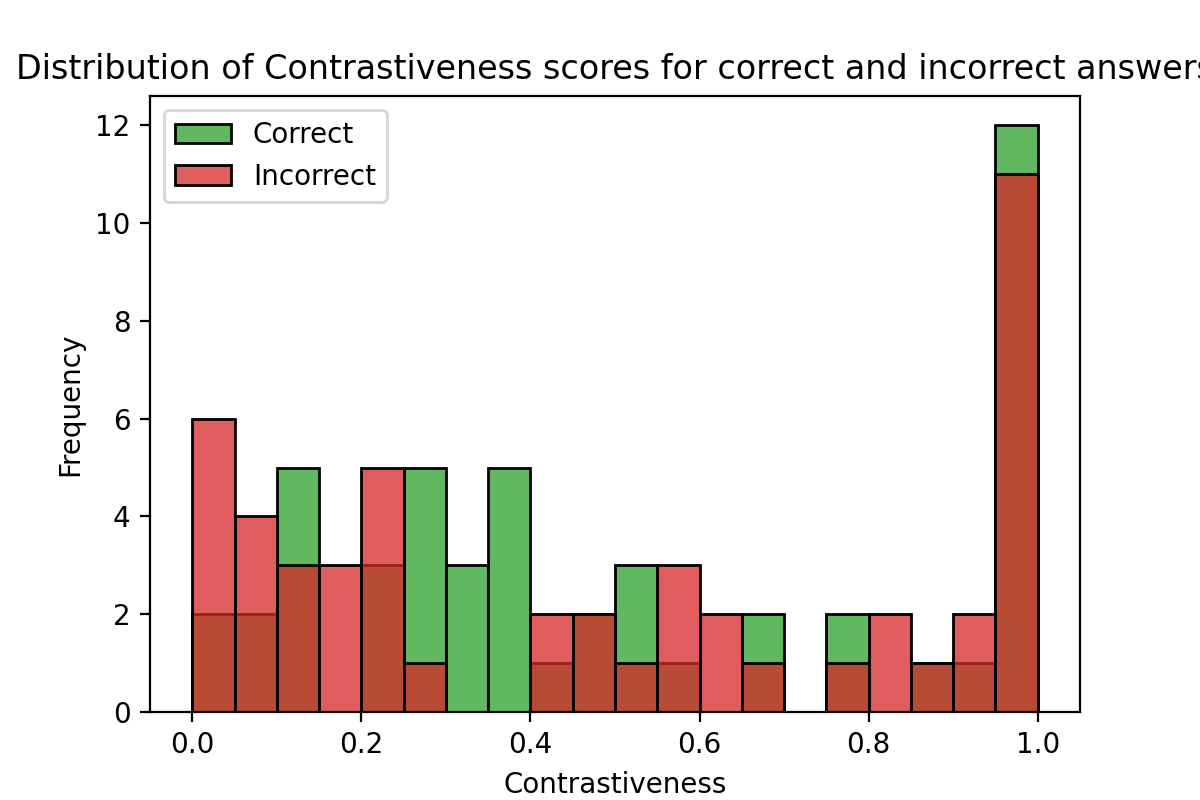 Distribution of Contrastiveness scores for correct and incorrect answers
Correct
Incorrect
12
10
8
6
4
2
0
Frequency
0.0 0.2 0.4 0.6 0.8 1.0
Contrastiveness